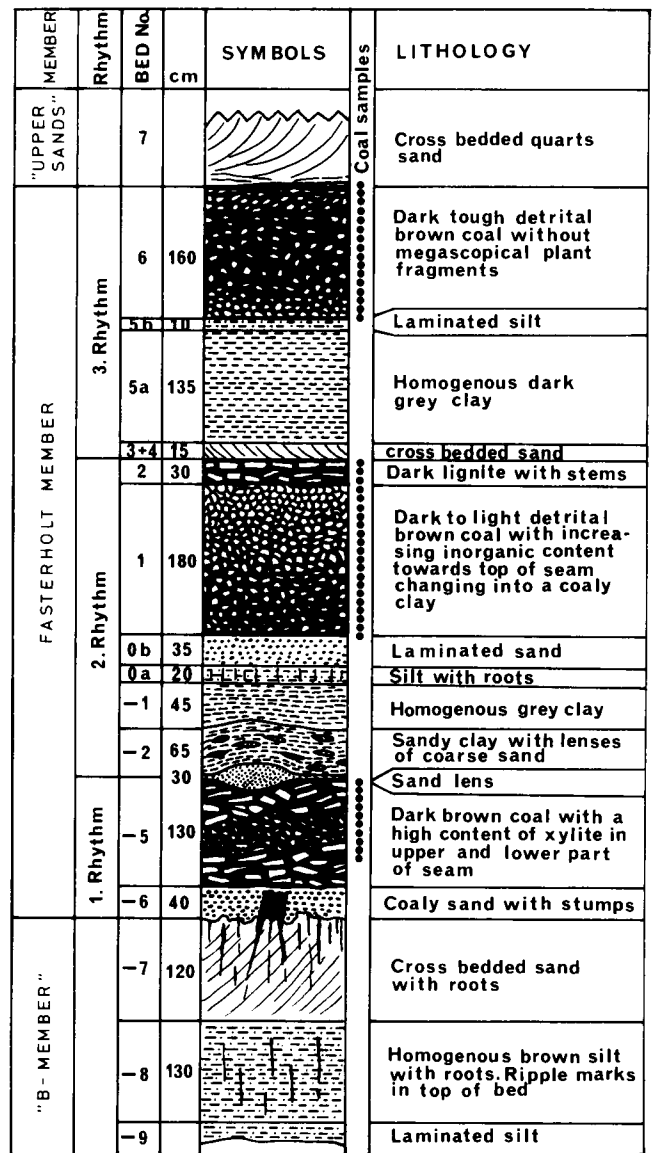 MEMBER
Rhythm
BED No.
cm
SYMBOLS
Coal samples
LITHOLOGY
"UPPER
SANDS"
7
Cross bedded quarts
sand
FASTERHOLT MEMBER
3. Rhythm
6
160
Dark tough detrital
brown coal without
megascopical plant
fragments
5b
10
Laminated silt
5a
135
Homogenous dark
grey clay
3+4
15
cross bedded sand
2. Rhythm
2
30
Dark lignite with stems
1
180
Dark to light detrital
brown coal with increa-
sing inorganic content
towards top of seam
changing into a coaly
clay
0b
35
Laminated sand
0a
20
Silt with roots
-1
45
Homogenous grey clay
-2
65
Sandy clay with lenses
of coarse sand
30
Sand lens
1. Rhythm
-5
130
Dark brown coal with a
high content of xylite in
upper and lower part
of seam
-6
40
Coaly sand with stumps
"B-MEMBER"
-7
120
Cross bedded sand
with roots
-8
130
Homogenous brown silt
with roots. Ripple marks
in top of bed
-9
Laminated silt